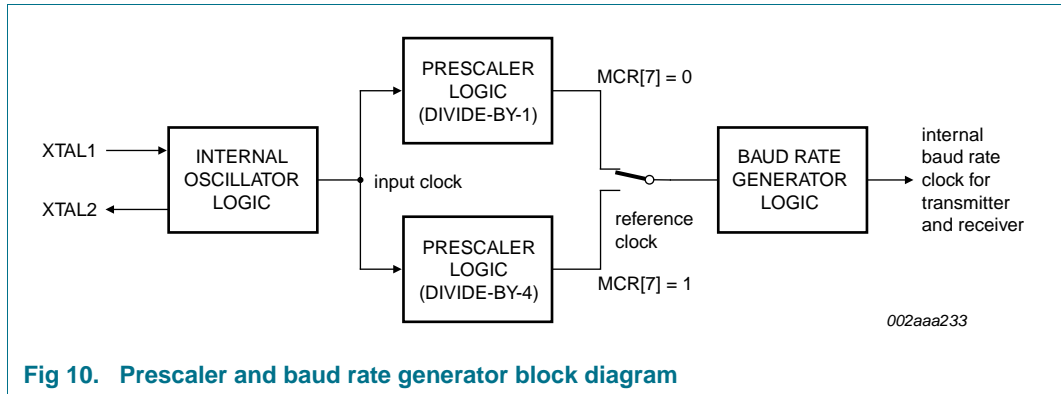 PRESCALER
LOGIC
(DIVIDE-BY-1)
MCR[7] = 0
XTAL1
XTAL2
INTERNAL
OSCILLATOR
LOGIC
input clock
BAUD RATE
GENERATOR
LOGIC
internal
baud rate
clock for
transmitter
and receiver
reference
clock
PRESCALER
LOGIC
(DIVIDE-BY-4)
MCR[7] = 1
002aaa233
Fig 10. Prescaler and baud rate generator block diagram